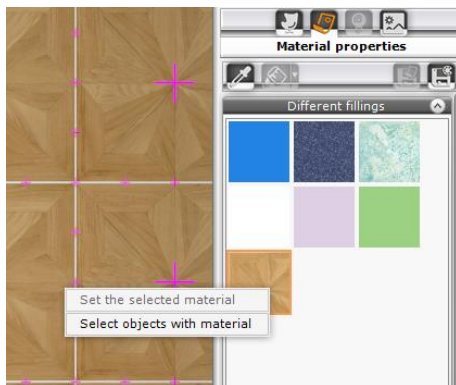 Material properties
Different fillings
Set the selected material
Select objects with material